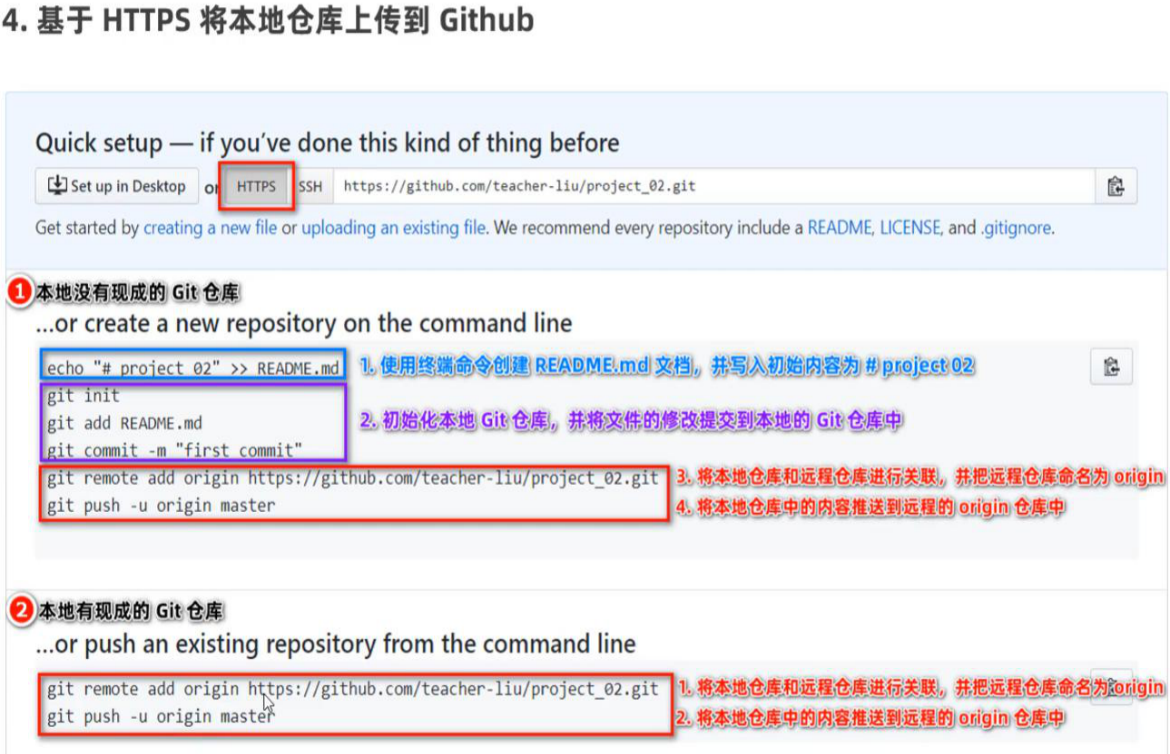 4. 基于 HTTPS 将本地仓库上传到 Github
Quick setup — if you’ve done this kind of thing before
Set up in Desktop or HTTPS SSH https://github.com/teacher-liu/project_02.git
Get started by creating a new file or uploading an existing file. We recommend every repository include a README, LICENSE, and .gitignore.
1 本地没有现成的 Git 仓库
...or create a new repository on the command line
echo "# project_02" >> README.md 1. 使用终端命令创建 README.md 文档，并写入初始内容为 # project 02
git init
git add README.md 2. 初始化本地 Git 仓库，并将文件的修改提交到本地的 Git 仓库中
git commit -m "first commit"
git remote add origin https://github.com/teacher-liu/project_02.git 3. 将本地仓库和远程仓库进行关联，并把远程仓库命名为 origin
git push -u origin master 4. 将本地仓库中的内容推送到远程的 origin 仓库中
2 本地有现成的 Git 仓库
...or push an existing repository from the command line
git remote add origin https://github.com/teacher-liu/project_02.git 1. 将本地仓库和远程仓库进行关联，并把远程仓库命名为 origin
git push -u origin master 2. 将本地仓库中的内容推送到远程的 origin 仓库中